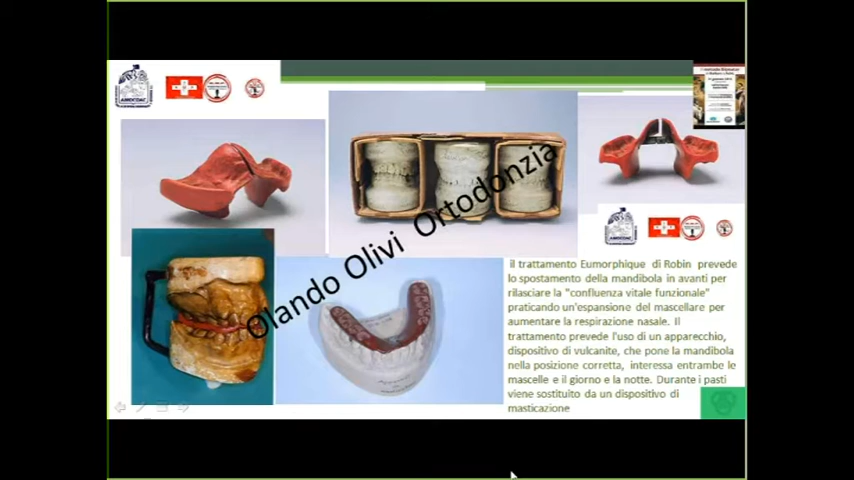 Olando Olivi Ortodonzia
il trattamento Eumorphique di Robin prevede
lo spostamento della mandibola in avanti per
rilasciare la "confluenza vitale funzionale"
praticando un'espansione del mascellare per
aumentare la respirazione nasale. Il
trattamento prevede l'uso di un apparecchio,
dispositivo di vulcanite, che pone la mandibola
nella posizione corretta, interessa entrambe le
mascelle e il giorno e la notte. Durante i pasti
viene sostituito da un dispositivo di
masticazione